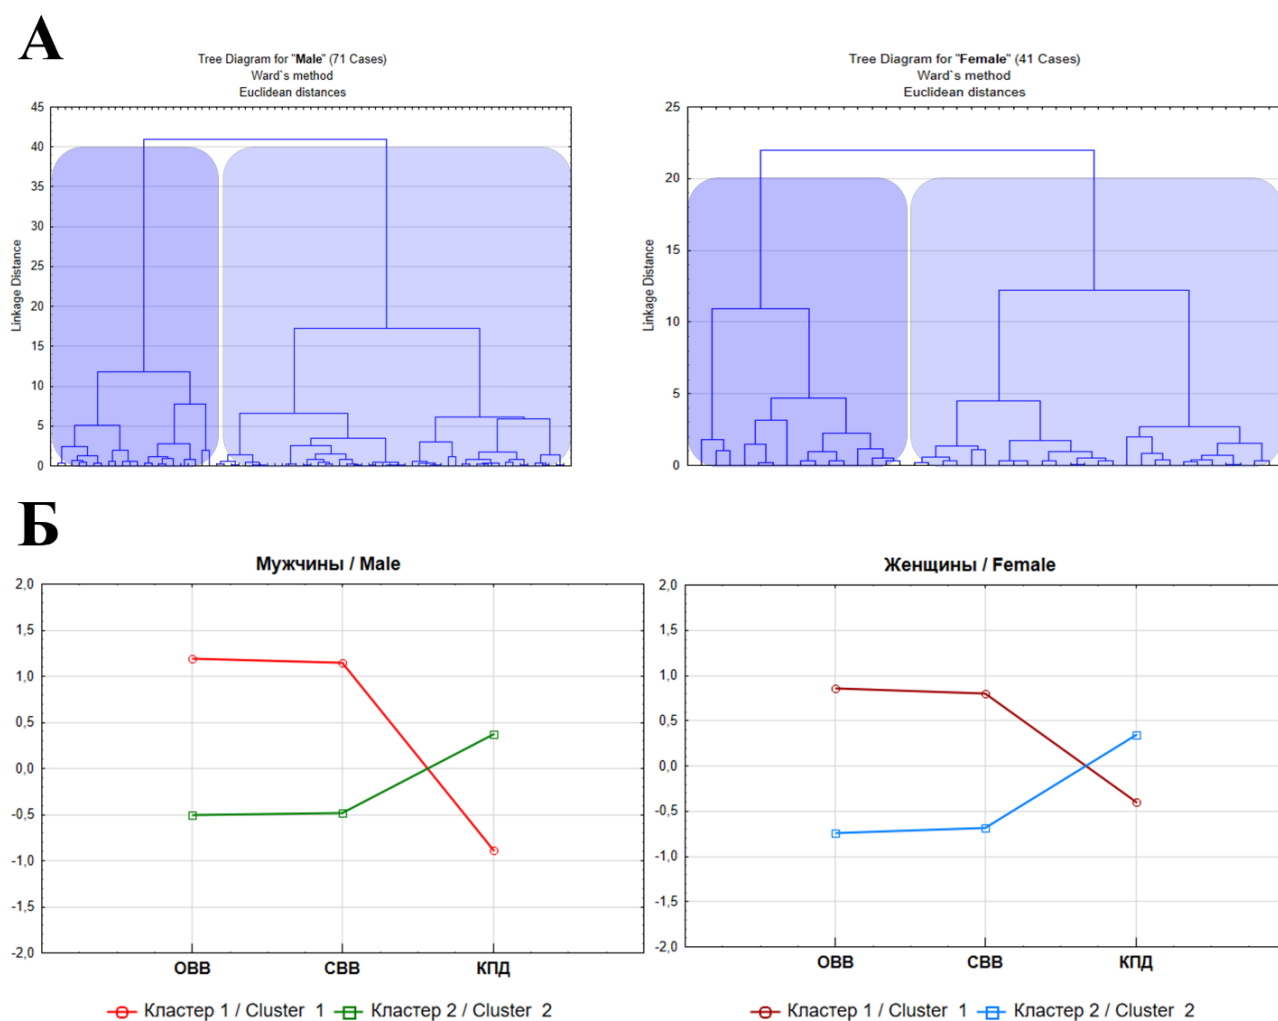 А
Tree Diagram for "Male" (71 Cases)
Ward`s method
Euclidean distances
Linkage Distance
45
40
35
30
25
20
15
10
5
0
Tree Diagram for "Female" (41 Cases)
Ward`s method
Euclidean distances
Linkage Distance
25
20
15
10
5
0
Б
Мужчины / Male
2,0
1,5
1,0
0,5
0,0
-0,5
-1,0
-1,5
-2,0
ОВВ СВВ КПД
Кластер 1 / Cluster 1 Кластер 2 / Cluster 2
Женщины / Female
2,0
1,5
1,0
0,5
0,0
-0,5
-1,0
-1,5
-2,0
ОВВ СВВ КПД
Кластер 1 / Cluster 1 Кластер 2 / Cluster 2